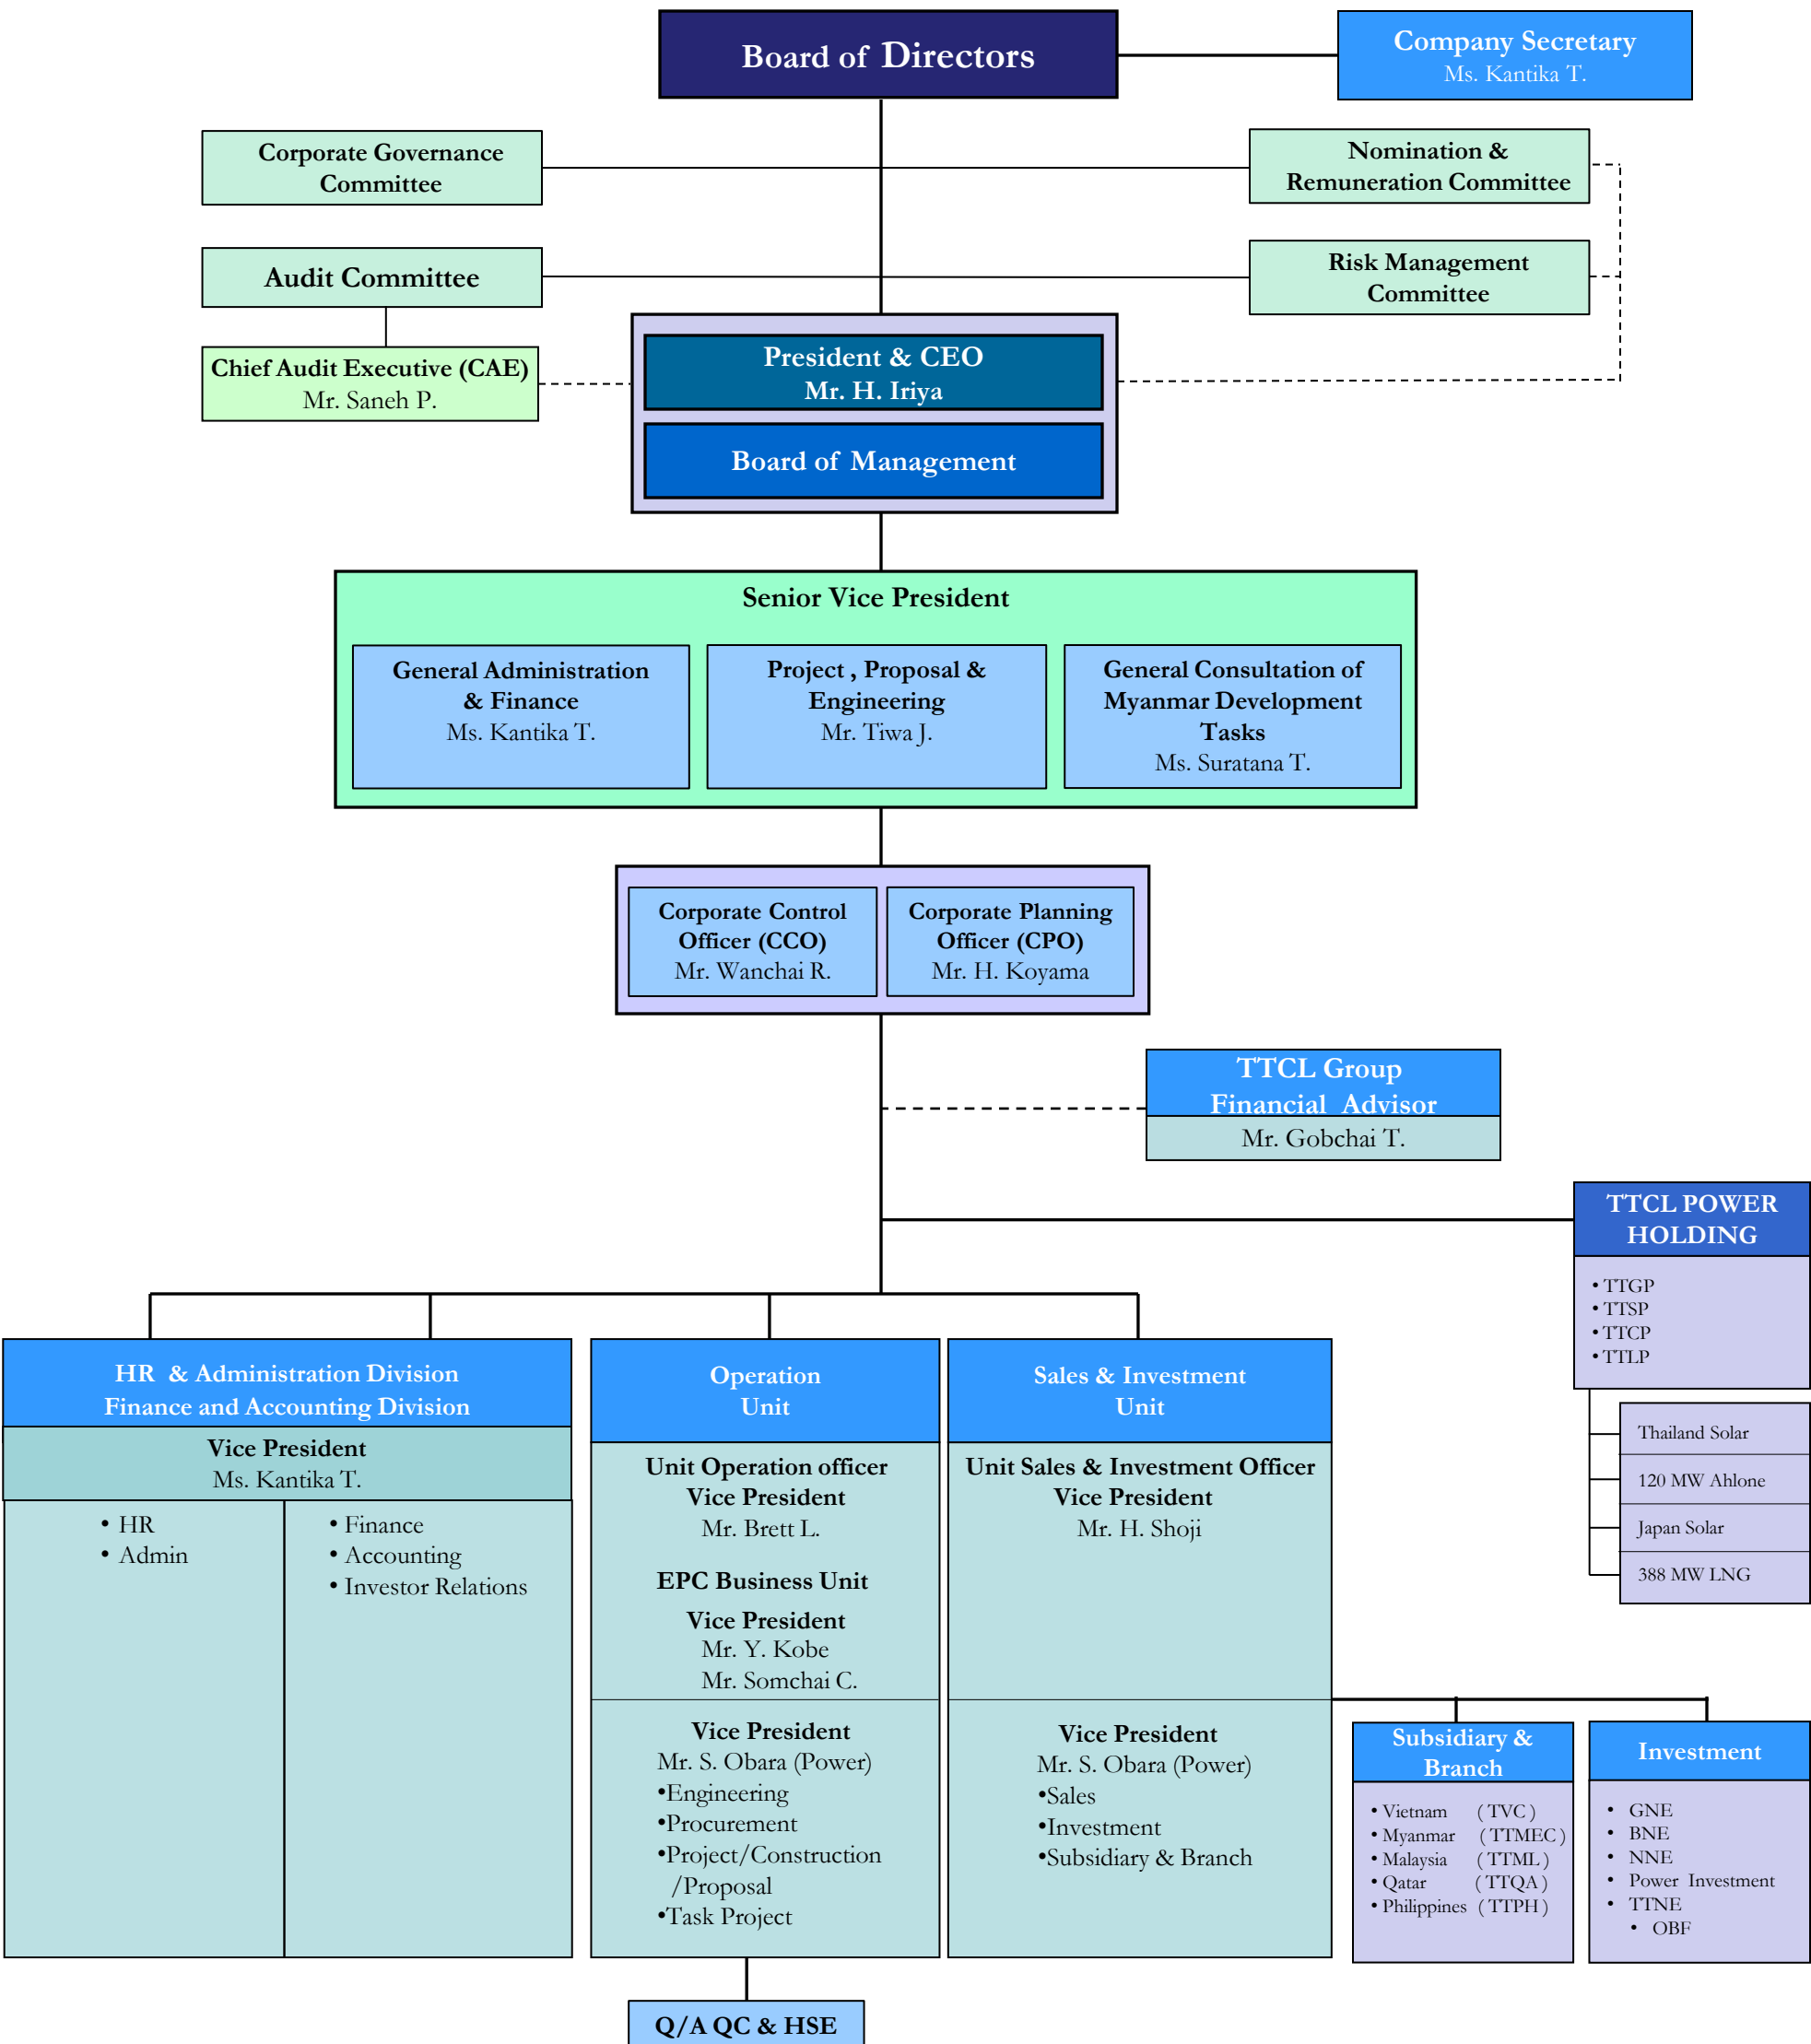 Board of Directors
Company Secretary
Ms. Kantika T.
Corporate Governance
Committee
Nomination &
Remuneration Committee
Audit Committee
Risk Management
Committee
Chief Audit Executive (CAE)
Mr. Saneh P.
President & CEO
Mr. H. Iriya
Board of Management
Senior Vice President
General Administration
& Finance
Ms. Kantika T.
Project , Proposal &
Engineering
Mr. Tiwa J.
General Consultation of
Myanmar Development
Tasks
Ms. Suratana T.
Corporate Control
Officer (CCO)
Mr. Wanchai R.
Corporate Planning
Officer (CPO)
Mr. H. Koyama
TTCL Group
Financial Advisor
Mr. Gobchai T.
TTCL POWER
HOLDING
• TTGP
• TTSP
• TTCP
• TTLP
Thailand Solar
120 MW Ahlone
Japan Solar
388 MW LNG
HR & Administration Division
Finance and Accounting Division
Vice President
Ms. Kantika T.
• HR
• Admin
• Finance
• Accounting
• Investor Relations
Operation
Unit
Unit Operation officer
Vice President
Mr. Brett L.
EPC Business Unit
Vice President
Mr. Y. Kobe
Mr. Somchai C.
Vice President
Mr. S. Obara (Power)
•Engineering
•Procurement
•Project/Construction
/Proposal
•Task Project
Sales & Investment
Unit
Unit Sales & Investment Officer
Vice President
Mr. H. Shoji
Vice President
Mr. S. Obara (Power)
•Sales
•Investment
•Subsidiary & Branch
Subsidiary &
Branch
• Vietnam ( TVC )
• Myanmar ( TTMEC )
• Malaysia ( TTML )
• Qatar ( TTQA )
• Philippines ( TTPH )
Investment
• GNE
• BNE
• NNE
• Power Investment
• TTNE
• OBF
Q/A QC & HSE